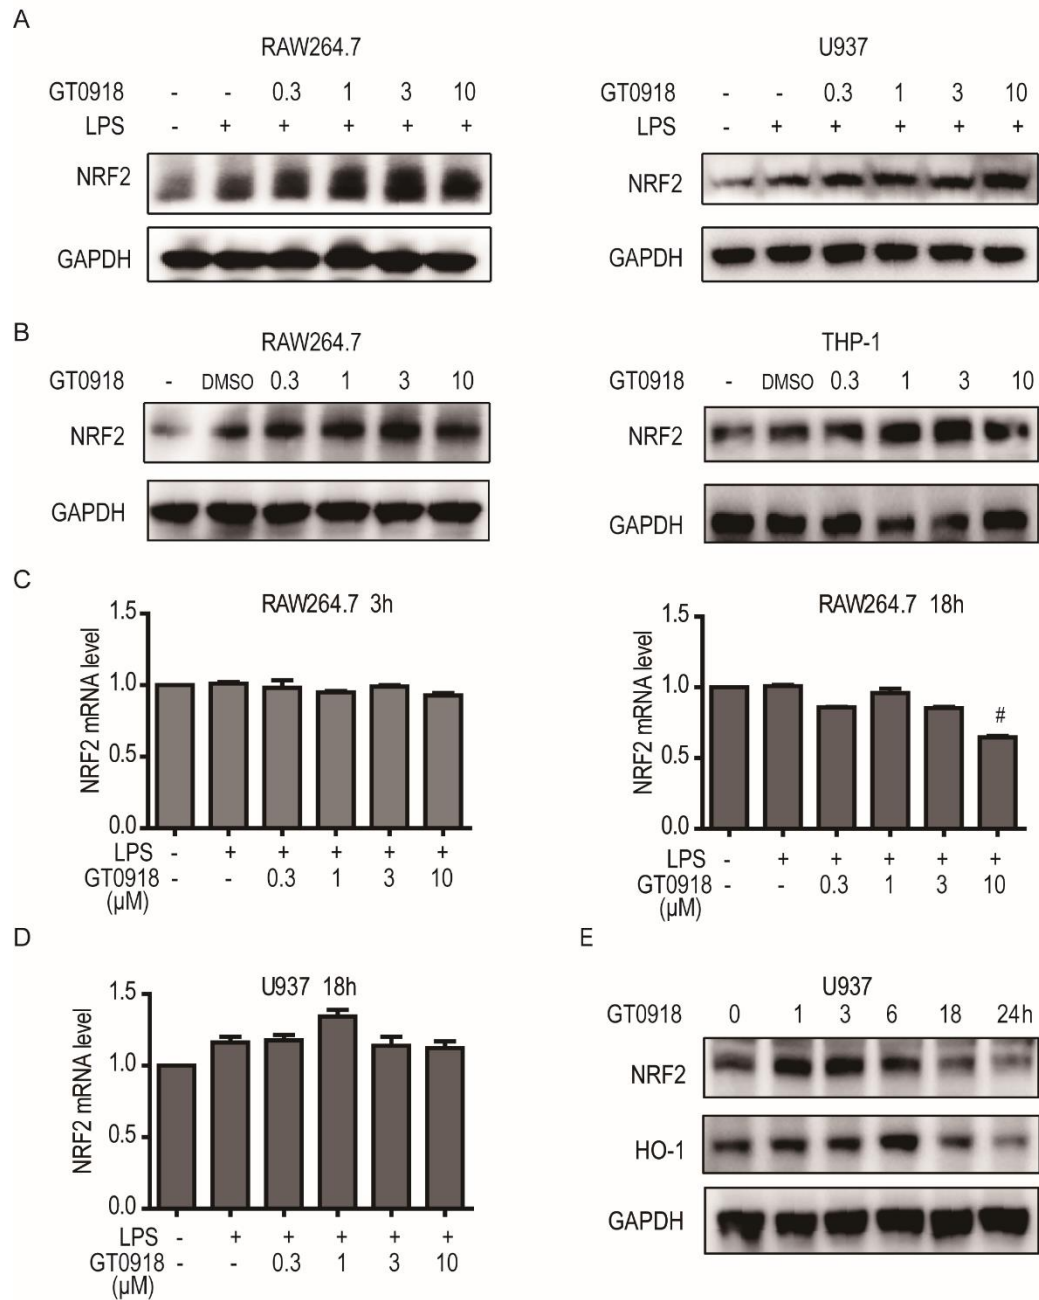 A
RAW264.7
GT0918 - - 0.3 1 3 10
LPS - + + + + +
NRF2
GAPDH
U937
GT0918 - - 0.3 1 3 10
LPS - + + + + +
NRF2
GAPDH
B
RAW264.7
GT0918 - DMSO 0.3 1 3 10
NRF2
GAPDH
THP-1
GT0918 - DMSO 0.3 1 3 10
NRF2
GAPDH
C
RAW264.7 3h
NRF2 mRNA level
1.5
1.0
0.5
0.0
LPS - + + + + +
GT0918 - - 0.3 1 3 10
(µM)
RAW264.7 18h
NRF2 mRNA level
1.5
1.0
0.5
0.0
#
LPS - + + + + +
GT0918 - - 0.3 1 3 10
(µM)
D
U937 18h
NRF2 mRNA level
1.5
1.0
0.5
0.0
LPS - + + + + +
GT0918 - - 0.3 1 3 10
(µM)
E
U937
GT0918 0 1 3 6 18 24h
NRF2
HO-1
GAPDH